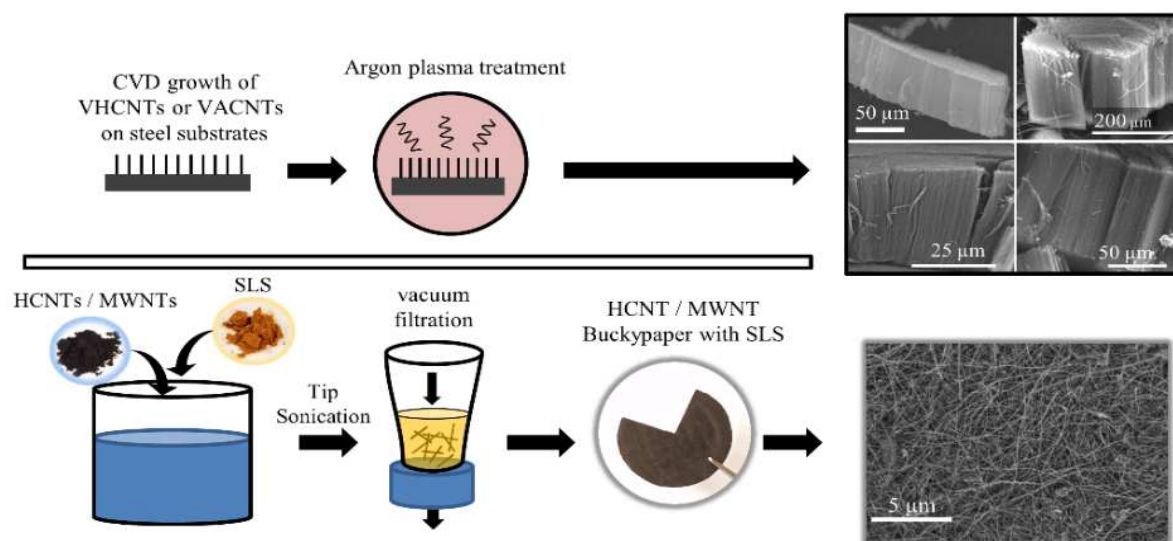 CVD growth of
VHCNTs or VACNTs
on steel substrates
Argon plasma treatment
50 µm
200 µm
25 µm
50 µm
HCNTs / MWNTs
SLS
Tip
Sonication
vacuum
filtration
HCNT / MWNT
Buckypaper with SLS
5 µm